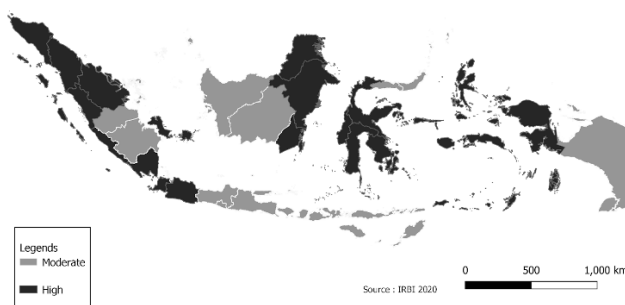 Legends
Moderate
High
Source : IRBI 2020
0 500 1,000 km